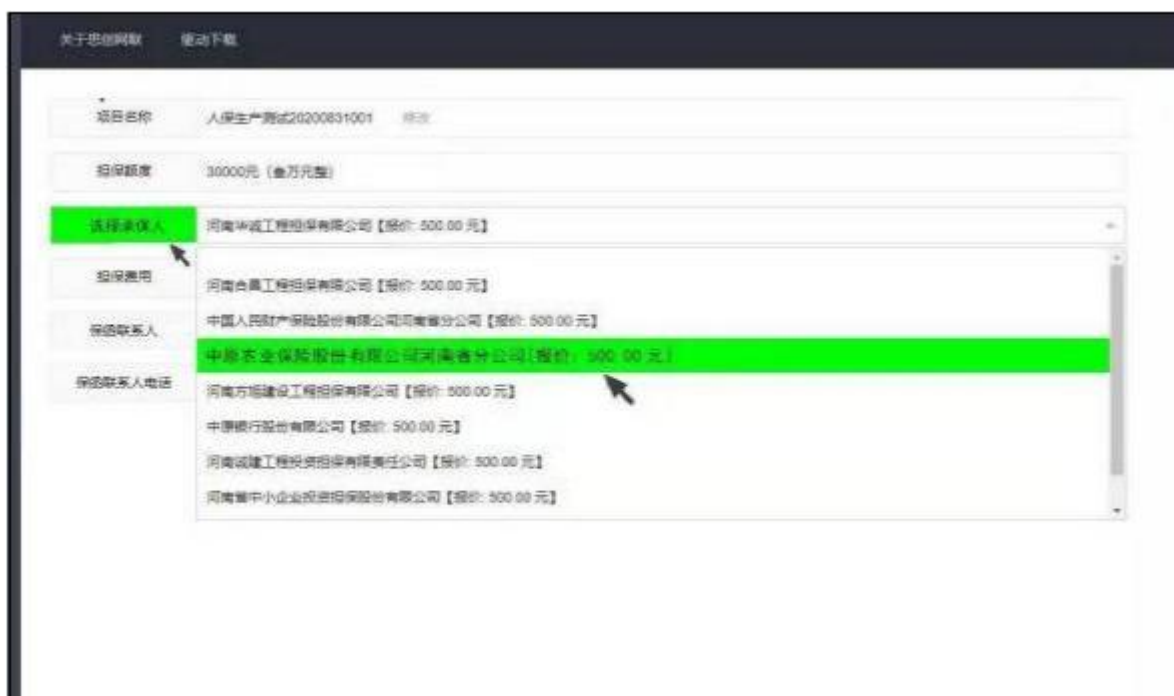 关于思创网联 驱动下载
项目名称 人保生产测试20200831001 修改
担保额度 30000元（叁万元整）
选择承保人 河南华诚工程担保有限公司【报价: 500.00 元】
担保费用
河南合昌工程担保有限公司【报价: 500.00 元】
中国人民财产保险股份有限公司河南省分公司【报价: 500.00 元】
保函联系人
中原农业保险股份有限公司河南省分公司[报价: 500.00 元]
保函联系人电话
河南方旭建设工程担保有限公司【报价: 500.00 元】
中原银行股份有限公司【报价: 500.00 元】
河南诚建工程投资担保有限责任公司【报价: 500.00 元】
河南省中小企业投资担保股份有限公司【报价: 500.00 元】